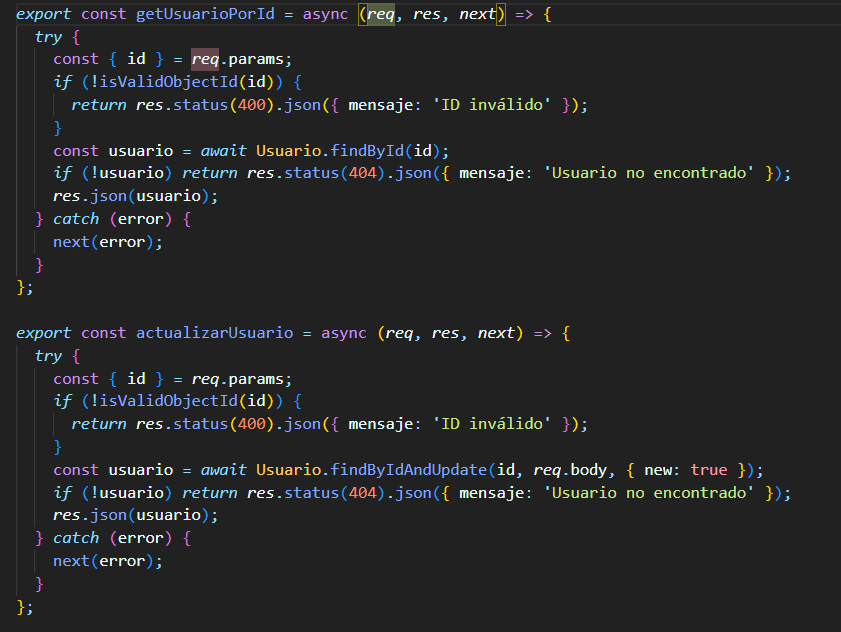 export const getUsuarioPorId = async (req, res, next) => {
  try {
    const { id } = req.params;
    if (!isValidObjectId(id)) {
      return res.status(400).json({ mensaje: 'ID inválido' });
    }
    const usuario = await Usuario.findById(id);
    if (!usuario) return res.status(404).json({ mensaje: 'Usuario no encontrado' });
    res.json(usuario);
  } catch (error) {
    next(error);
  }
};

export const actualizarUsuario = async (req, res, next) => {
  try {
    const { id } = req.params;
    if (!isValidObjectId(id)) {
      return res.status(400).json({ mensaje: 'ID inválido' });
    }
    const usuario = await Usuario.findByIdAndUpdate(id, req.body, { new: true });
    if (!usuario) return res.status(404).json({ mensaje: 'Usuario no encontrado' });
    res.json(usuario);
  } catch (error) {
    next(error);
  }
};